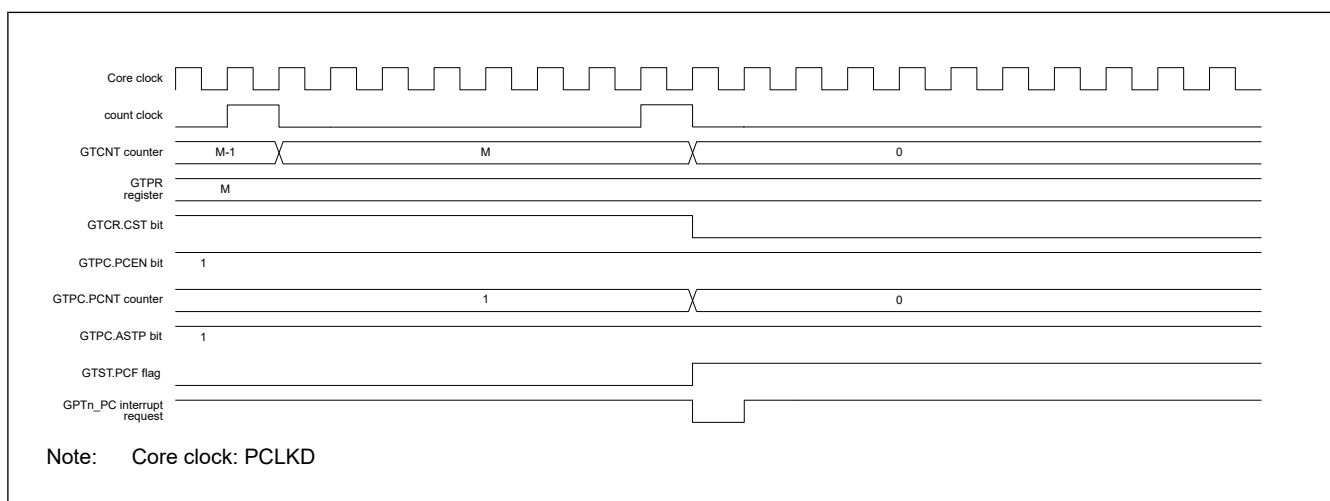 Core clock
count clock
GTCNT counter M-1 M 0
GTPR
register M
GTCR.CST bit
GTPC.PCEN bit 1
GTPC.PCNT counter 1 0
GTPC.ASTP bit 1
GTST.PCF flag
GPTn_PC interrupt
request
Note: Core clock: PCLKD